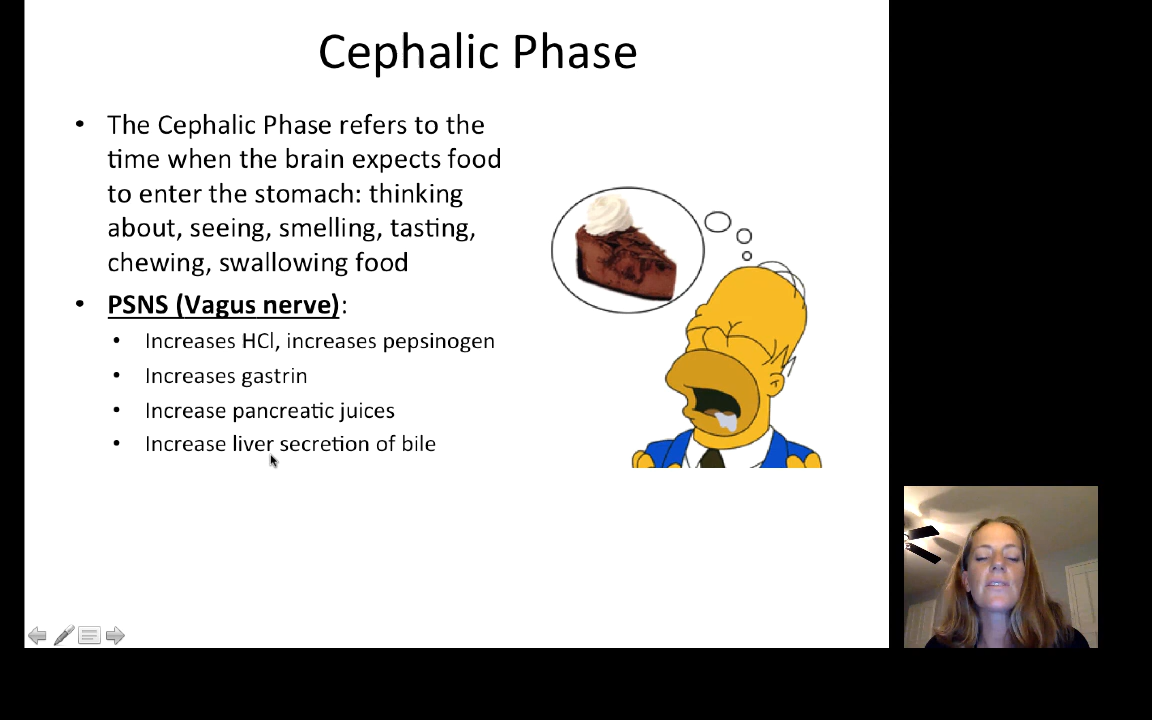 Cephalic Phase
• The Cephalic Phase refers to the
time when the brain expects food
to enter the stomach: thinking
about, seeing, smelling, tasting,
chewing, swallowing food
• PSNS (Vagus nerve):
• Increases HCl, increases pepsinogen
• Increases gastrin
• Increase pancreatic juices
• Increase liver secretion of bile